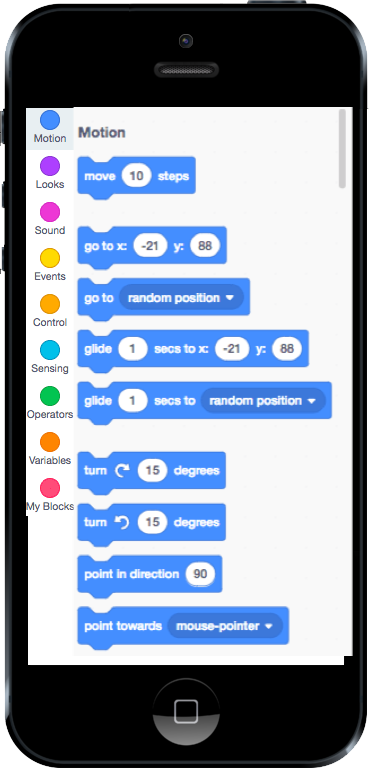 Motion
Looks
Sound
Events
Control
Sensing
Operators
Variables
My Blocks
Motion
move 10 steps
go to x: -21 y: 88
go to random position
glide 1 secs to x: -21 y: 88
glide 1 secs to random position
turn 15 degrees
turn 15 degrees
point in direction 90
point towards mouse-pointer